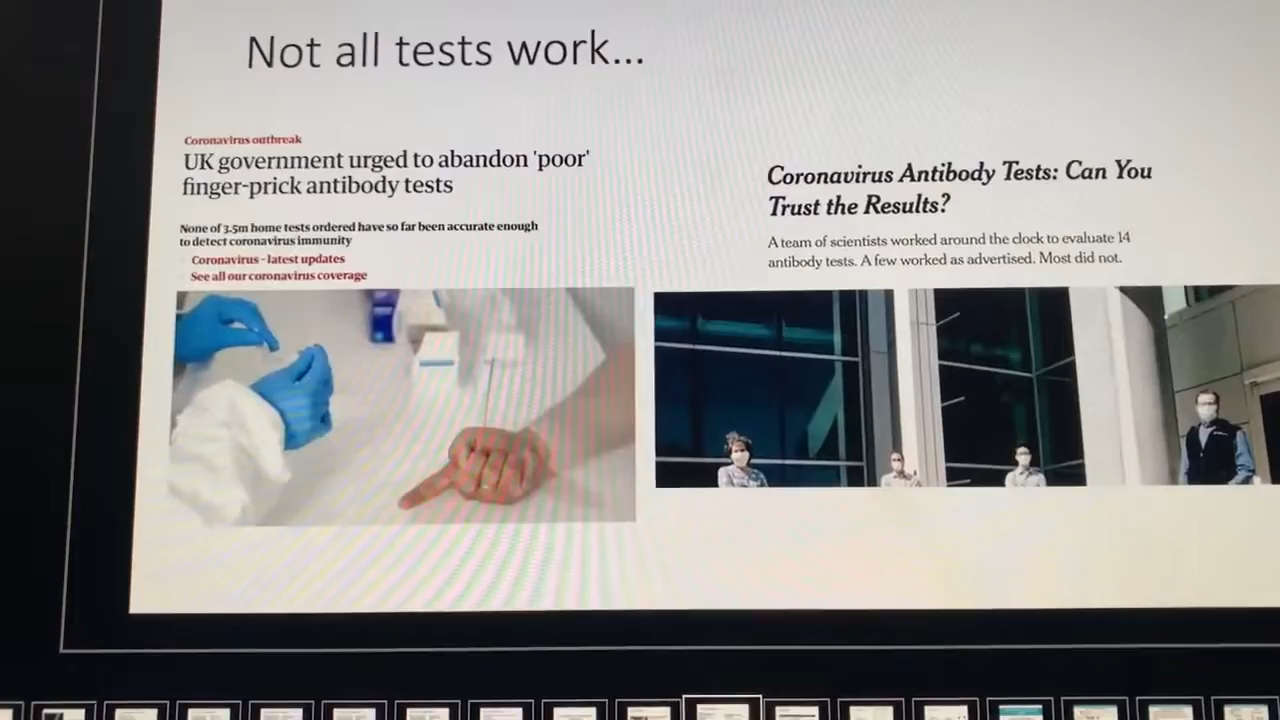 Not all tests work...
Coronavirus outbreak
UK government urged to abandon 'poor'
finger-prick antibody tests
None of 3.5m home tests ordered have so far been accurate enough
to detect coronavirus immunity
Coronavirus - latest updates
See all our coronavirus coverage
Coronavirus Antibody Tests: Can You
Trust the Results?
A team of scientists worked around the clock to evaluate 14
antibody tests. A few worked as advertised. Most did not.